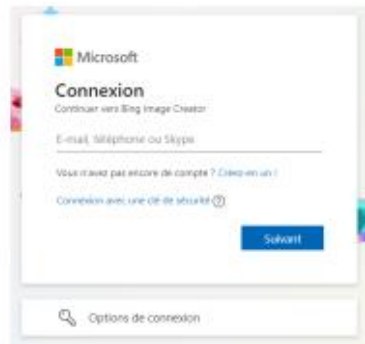 Microsoft
Connexion
Continuer vers Bing Image Creator
E-mail, téléphone ou Skype
Vous n'avez pas encore de compte ? Créez-en un !
Connexion avec une clé de sécurité
Suivant
Options de connexion